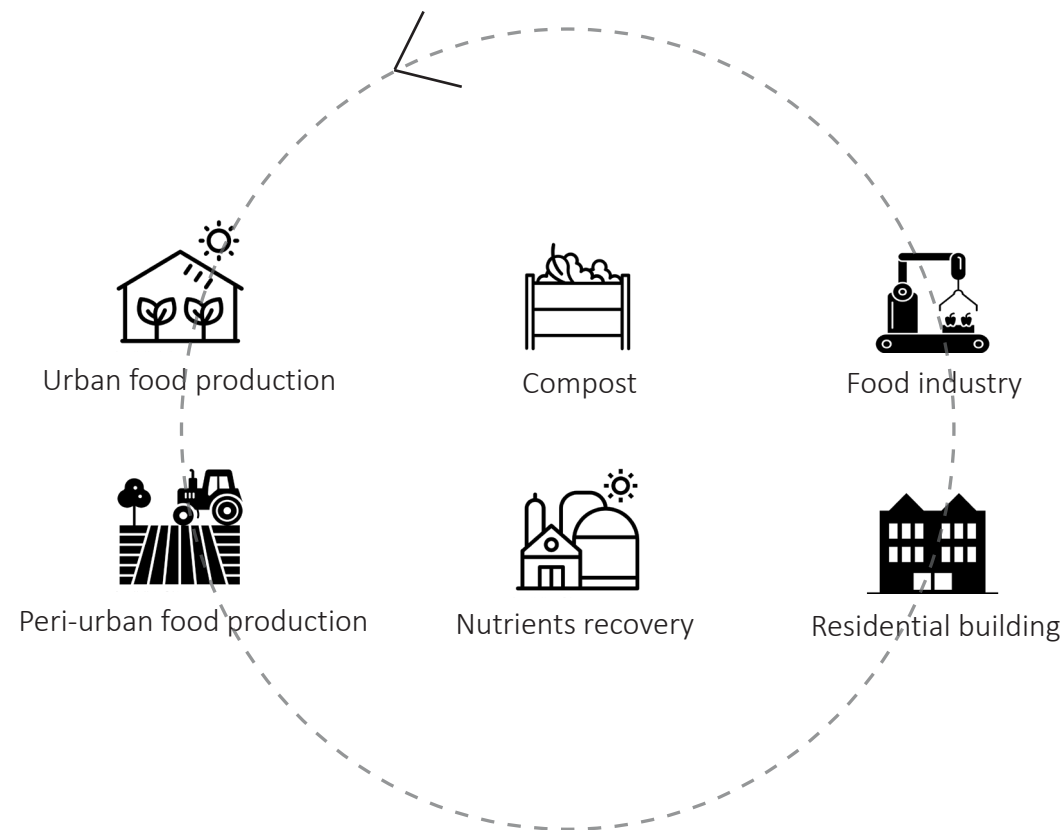 Urban food production
Compost
Food industry
Peri-urban food production
Nutrients recovery
Residential building